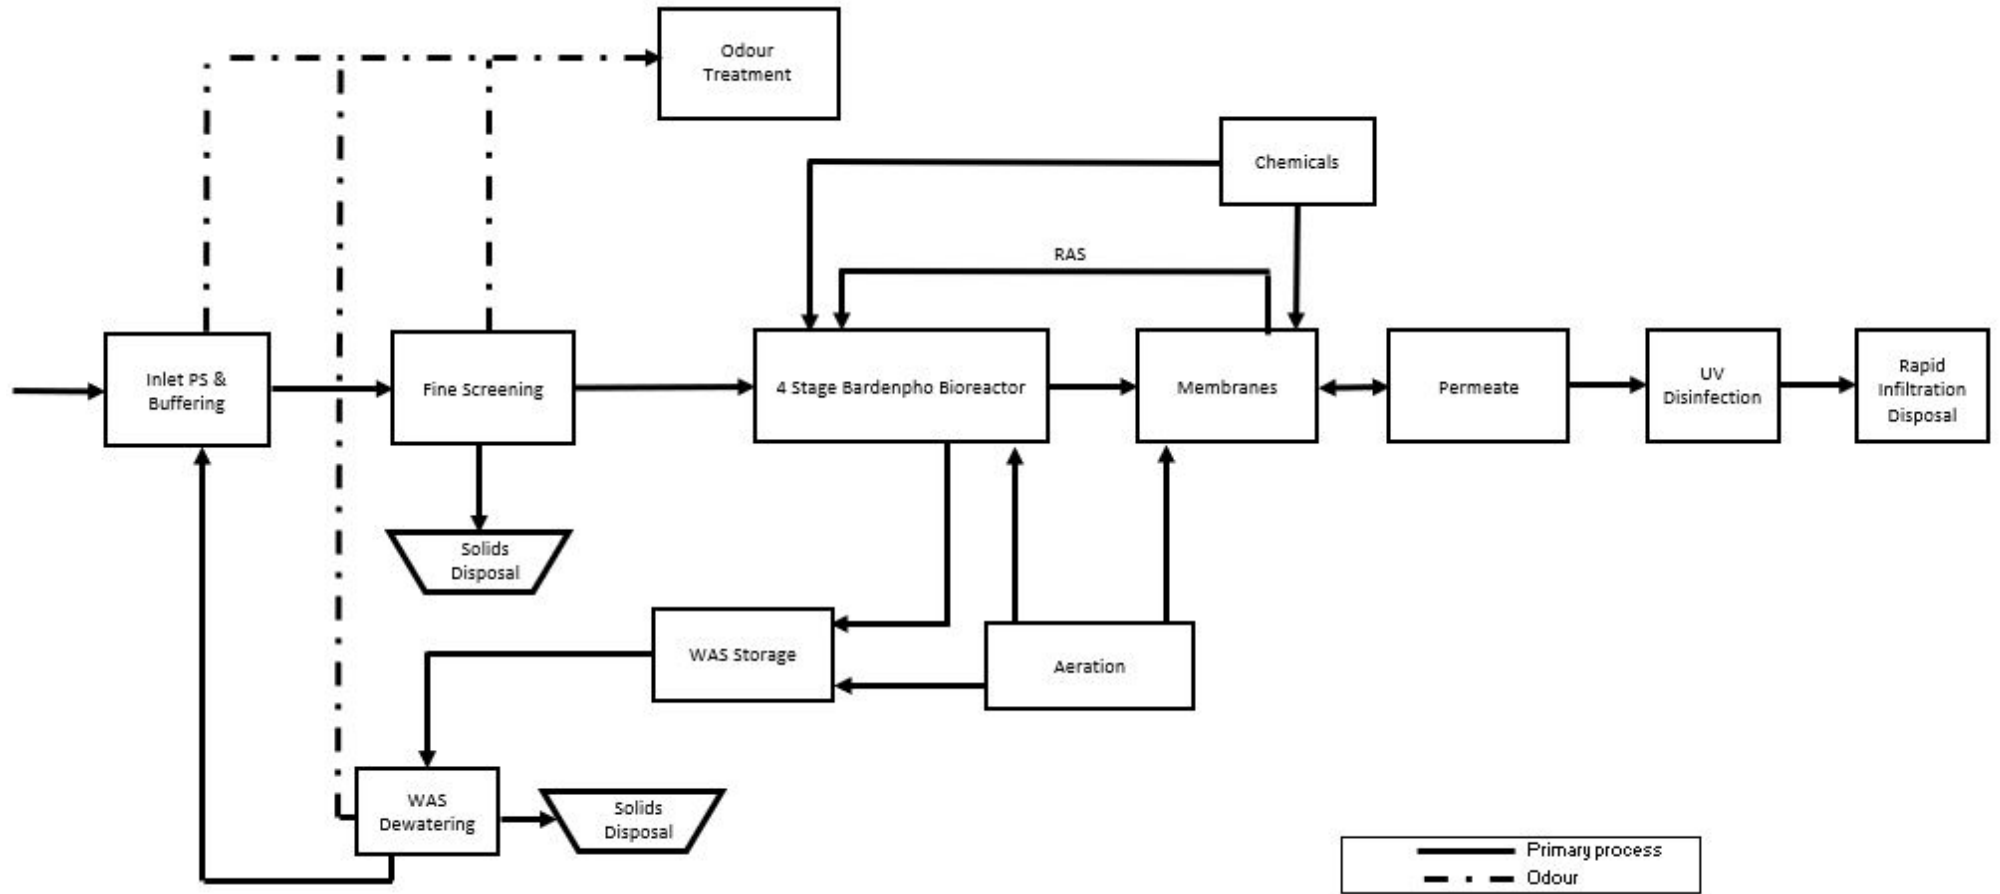 Odour
Treatment
Chemicals
RAS
Inlet PS &
Buffering
Fine Screening
4 Stage Bardenpho Bioreactor
Membranes
Permeate
UV
Disinfection
Rapid
Infiltration
Disposal
Solids
Disposal
WAS Storage
Aeration
WAS
Dewatering
Solids
Disposal
Primary process
Odour